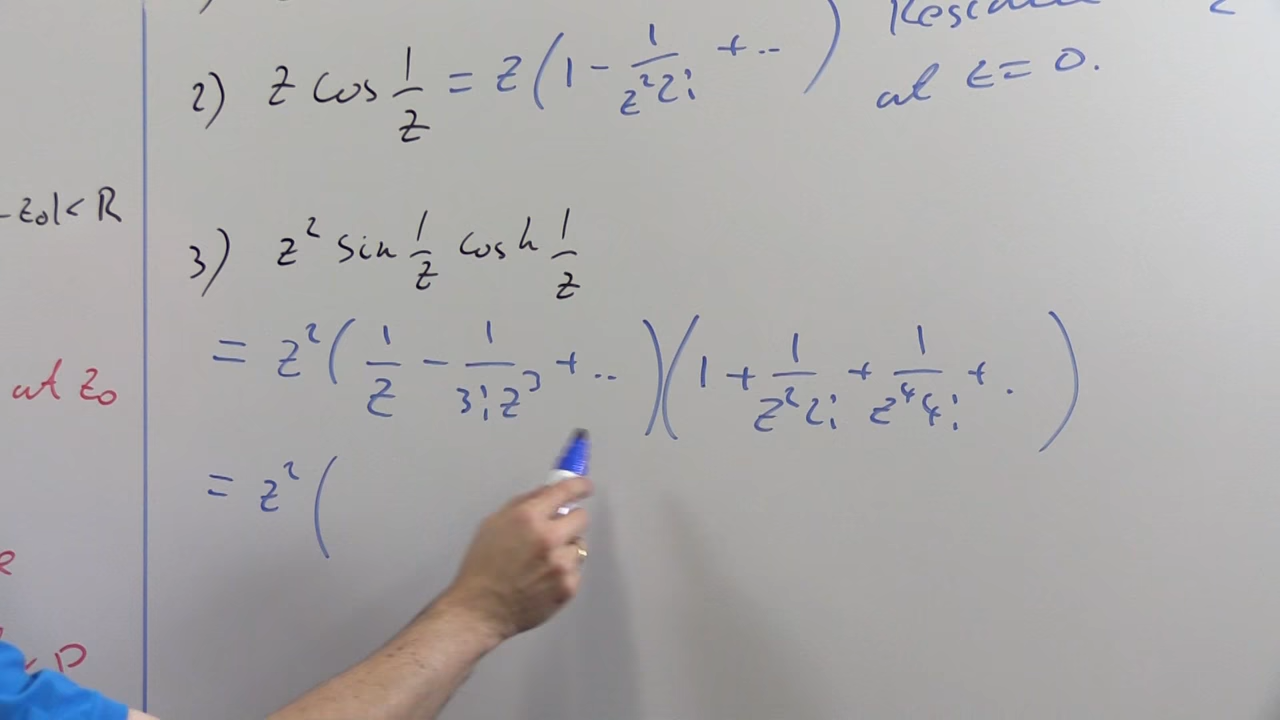 2) z cos 1/z = z(1 - 1/z²2! + ..)
at z = 0.
-z₀|< R
3) z² sin 1/z cosh 1/z
= z²(1/z - 1/3!z³ + ..)(1 + 1/z²2! + 1/z⁴4! + .)
at z₀
= z²(